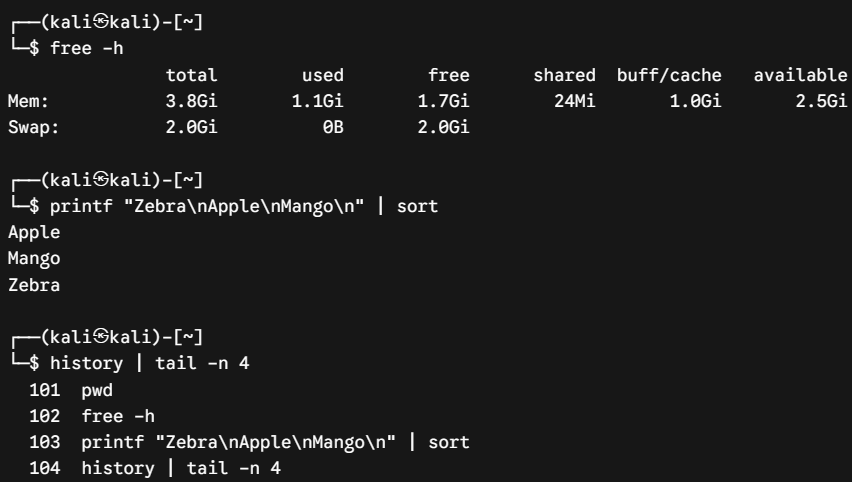 ┌──(kali㉿kali)-[~]
└─$ free -h
               total        used        free      shared  buff/cache   available
Mem:           3.8Gi       1.1Gi       1.7Gi        24Mi       1.0Gi       2.5Gi
Swap:          2.0Gi          0B       2.0Gi

┌──(kali㉿kali)-[~]
└─$ printf "Zebra\nApple\nMango\n" | sort
Apple
Mango
Zebra

┌──(kali㉿kali)-[~]
└─$ history | tail -n 4
  101  pwd
  102  free -h
  103  printf "Zebra\nApple\nMango\n" | sort
  104  history | tail -n 4